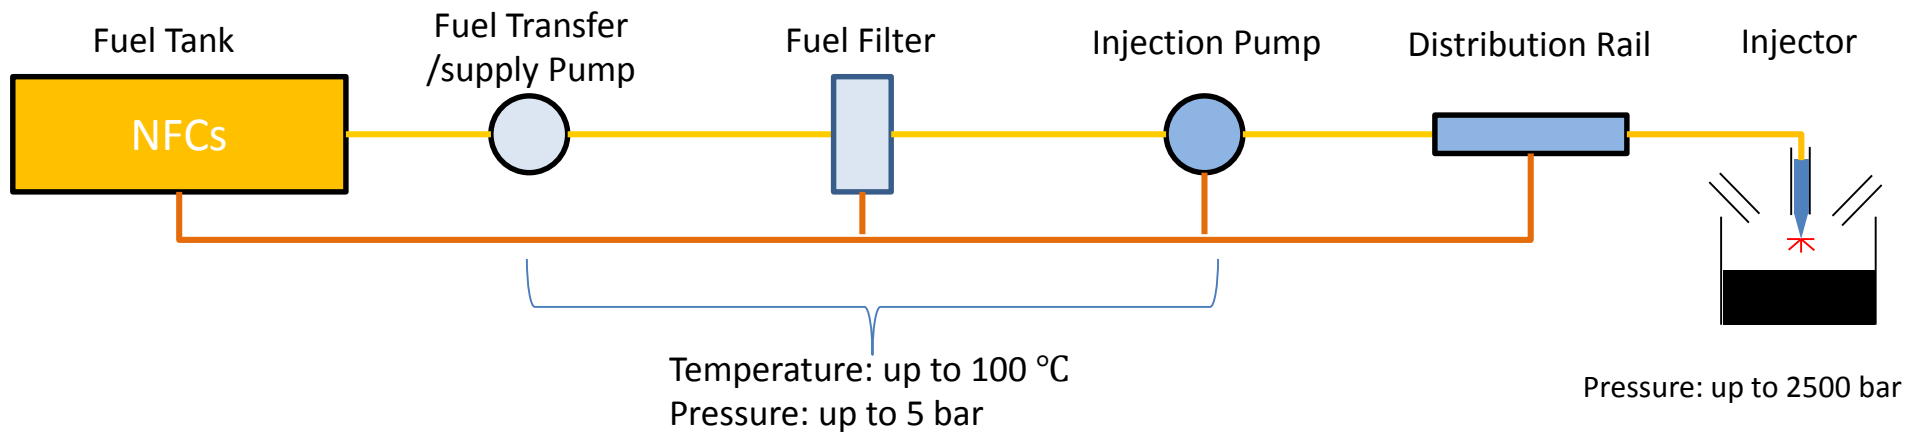 Fuel Tank
Fuel Transfer
/supply Pump
Fuel Filter
Injection Pump
Distribution Rail
Injector
NFCs
Temperature: up to 100 ℃
Pressure: up to 5 bar
Pressure: up to 2500 bar